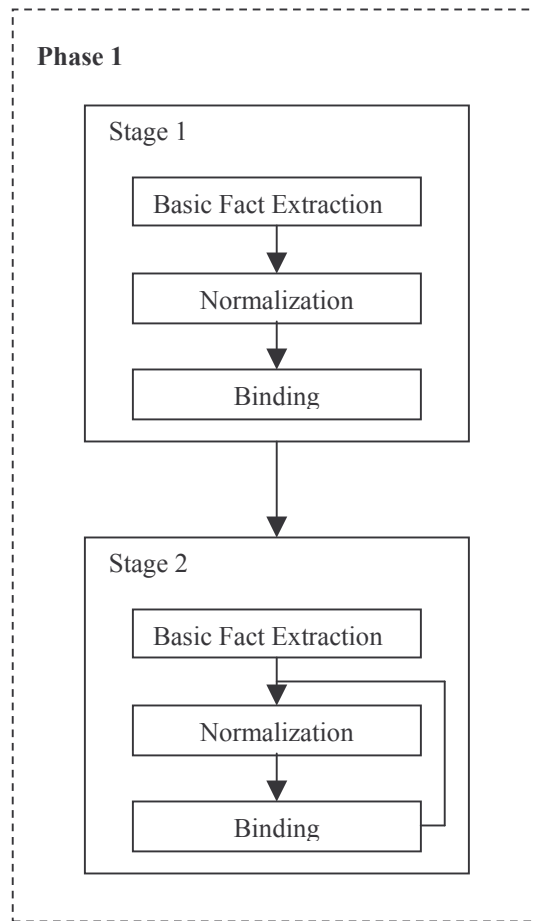 Phase 1
Stage 1
Basic Fact Extraction
Normalization
Binding
Stage 2
Basic Fact Extraction
Normalization
Binding